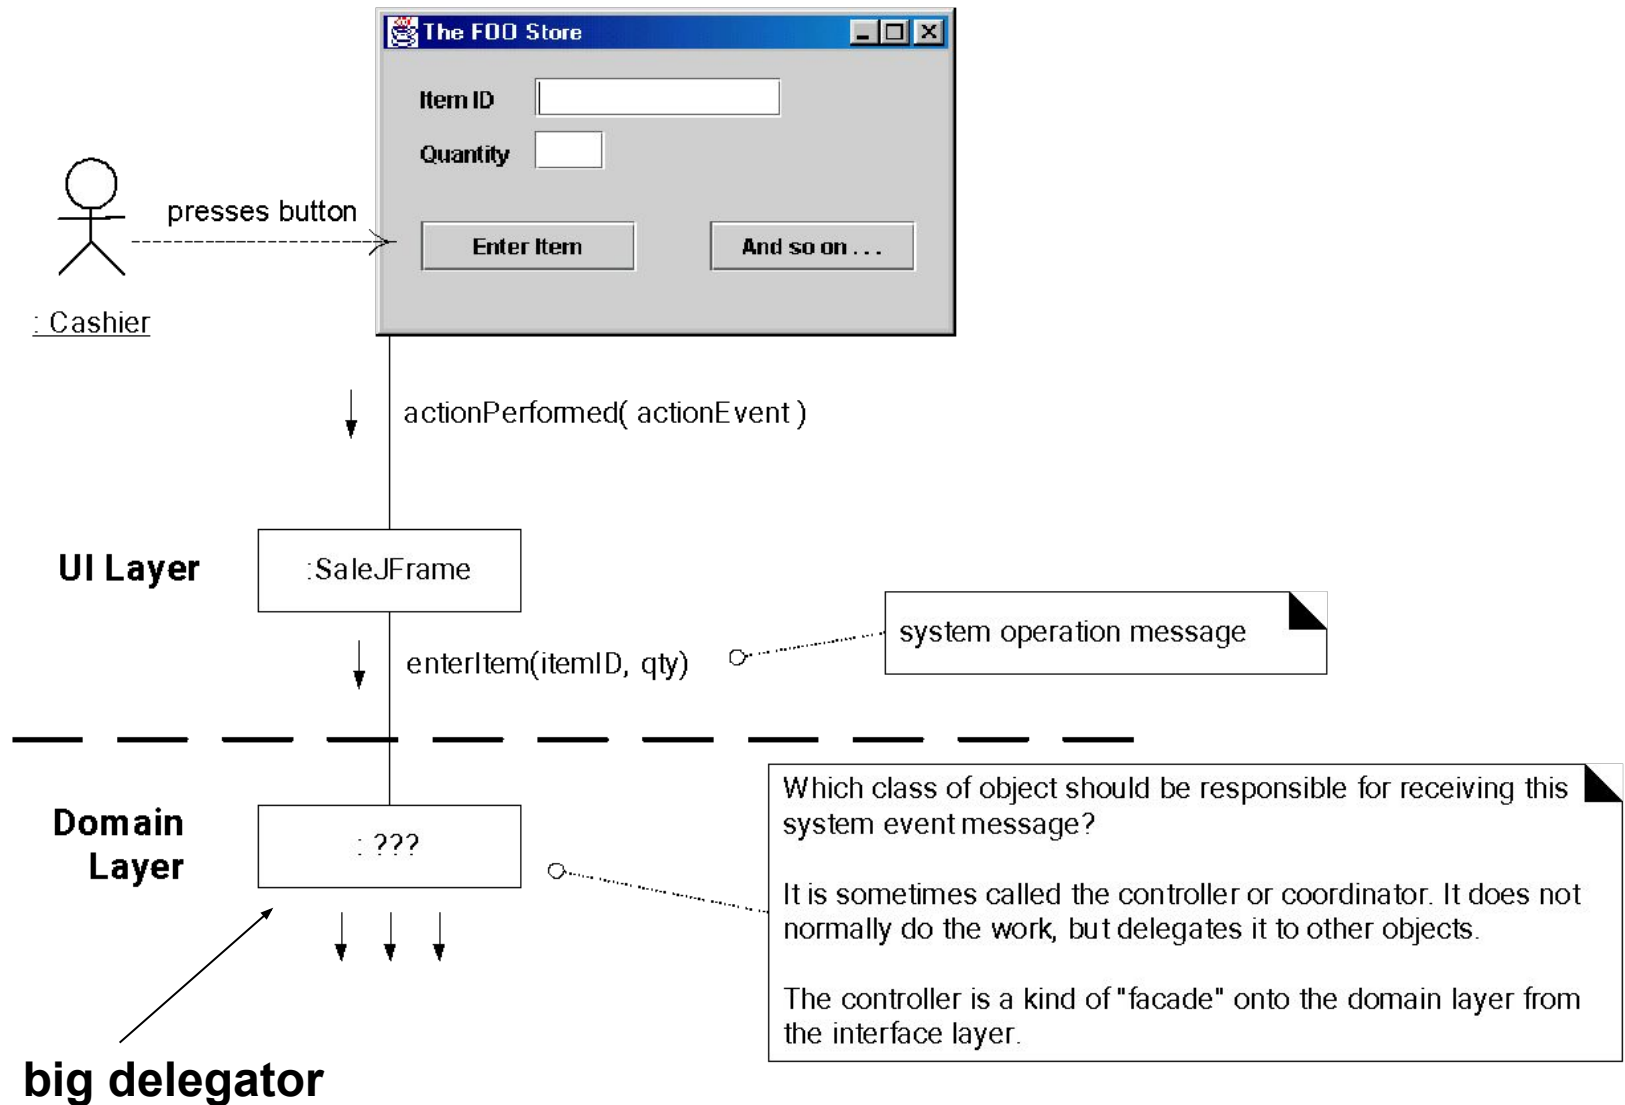 The FOO Store
Item ID
Quantity
presses button
Enter Item
And so on . . .
: Cashier
actionPerformed( actionEvent )
UI Layer
:SaleJFrame
system operation message
enterItem(itemID, qty)
Which class of object should be responsible for receiving this
system event message?
It is sometimes called the controller or coordinator. It does not
normally do the work, but delegates it to other objects.
The controller is a kind of "facade" onto the domain layer from
the interface layer.
Domain
Layer
: ???
big delegator